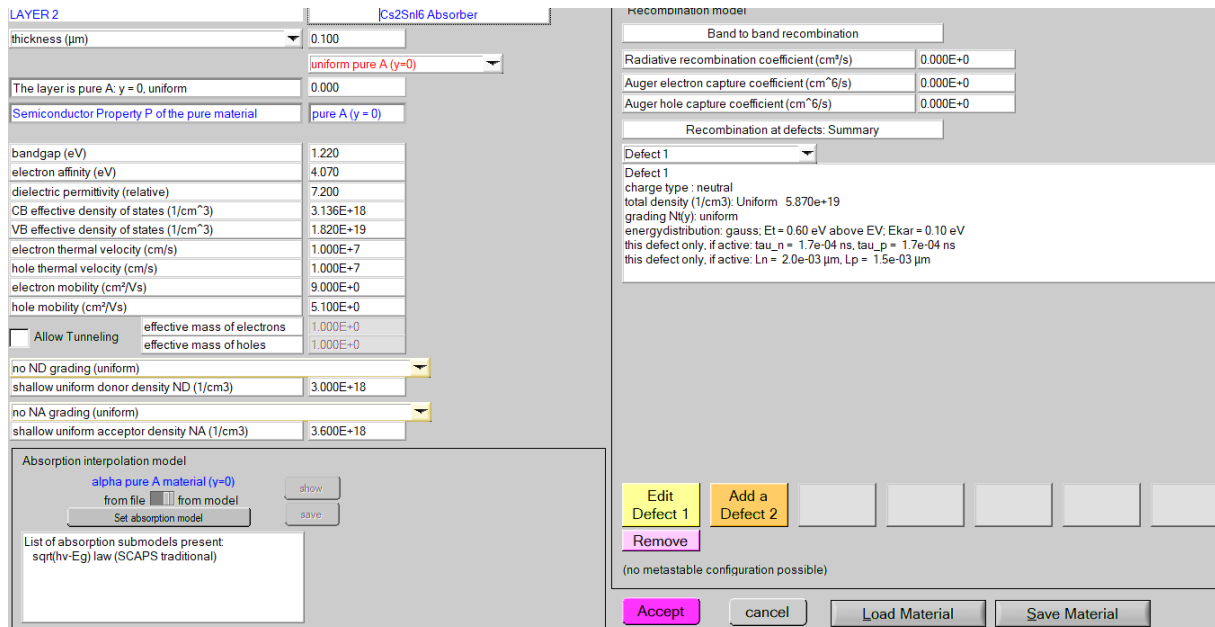 LAYER 2 Cs2SnI6 Absorber
thickness (µm) 0.100
uniform pure A (y=0)
The layer is pure A: y = 0, uniform 0.000
Semiconductor Property P of the pure material pure A (y = 0)
bandgap (eV) 1.220
electron affinity (eV) 4.070
dielectric permittivity (relative) 7.200
CB effective density of states (1/cm^3) 3.136E+18
VB effective density of states (1/cm^3) 1.820E+19
electron thermal velocity (cm/s) 1.000E+7
hole thermal velocity (cm/s) 1.000E+7
electron mobility (cm²/Vs) 9.000E+0
hole mobility (cm²/Vs) 5.100E+0
Allow Tunneling
effective mass of electrons 1.000E+0
effective mass of holes 1.000E+0
no ND grading (uniform)
shallow uniform donor density ND (1/cm3) 3.000E+18
no NA grading (uniform)
shallow uniform acceptor density NA (1/cm3) 3.600E+18
Absorption interpolation model
alpha pure A material (y=0)
from file from model
show
Set absorption model
save
List of absorption submodels present:
sqrt(hv-Eg) law (SCAPS traditional)
Recombination model
Band to band recombination
Radiative recombination coefficient (cm³/s) 0.000E+0
Auger electron capture coefficient (cm^6/s) 0.000E+0
Auger hole capture coefficient (cm^6/s) 0.000E+0
Recombination at defects: Summary
Defect 1
Defect 1
charge type : neutral
total density (1/cm3): Uniform 5.870e+19
grading Nt(y): uniform
energydistribution: gauss; Et = 0.60 eV above EV; Ekar = 0.10 eV
this defect only, if active: tau_n = 1.7e-04 ns, tau_p = 1.7e-04 ns
this defect only, if active: Ln = 2.0e-03 µm, Lp = 1.5e-03 µm
Edit Defect 1
Add a Defect 2
Remove
(no metastable configuration possible)
Accept cancel Load Material Save Material